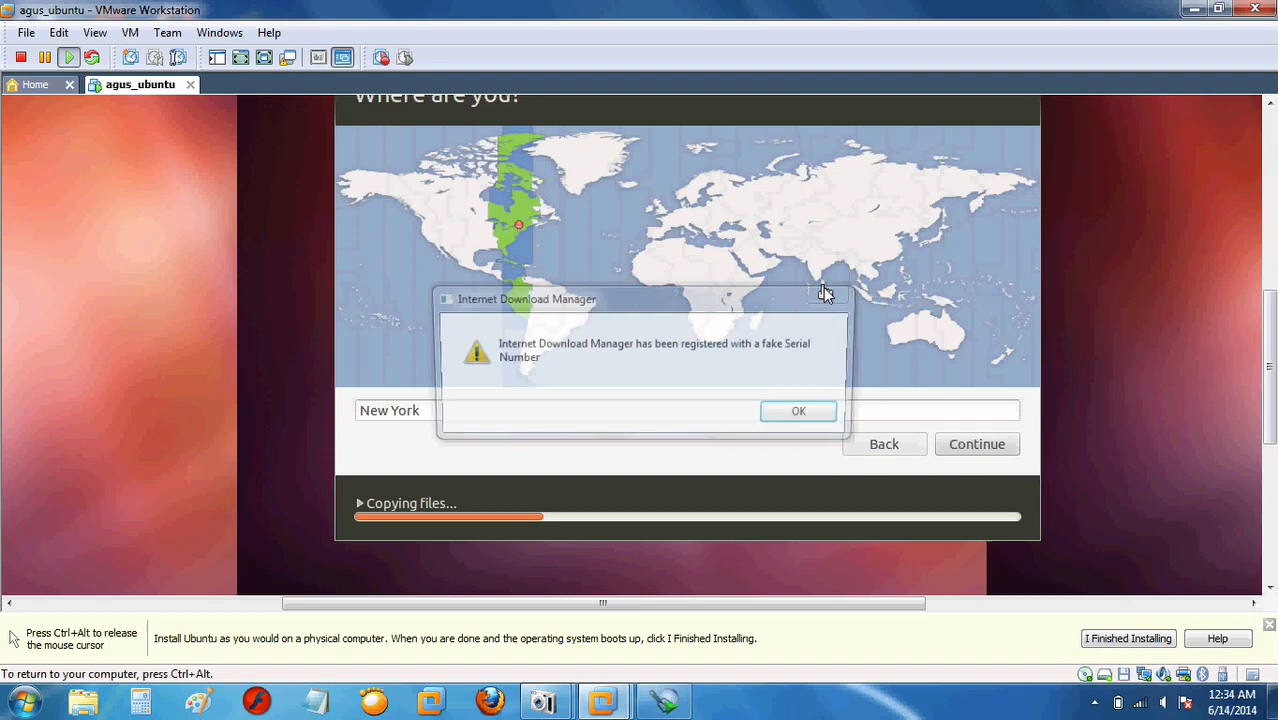 agus_ubuntu - VMware Workstation
File Edit View VM Team Windows Help
Home
agus_ubuntu
Where are you?
Internet Download Manager
Internet Download Manager has been registered with a fake Serial
Number
OK
New York
Back
Continue
Copying files...
Press Ctrl+Alt to release
the mouse cursor
Install Ubuntu as you would on a physical computer. When you are done and the operating system boots up, click I Finished Installing.
I Finished Installing
Help
To return to your computer, press Ctrl+Alt.
12:34 AM
6/14/2014